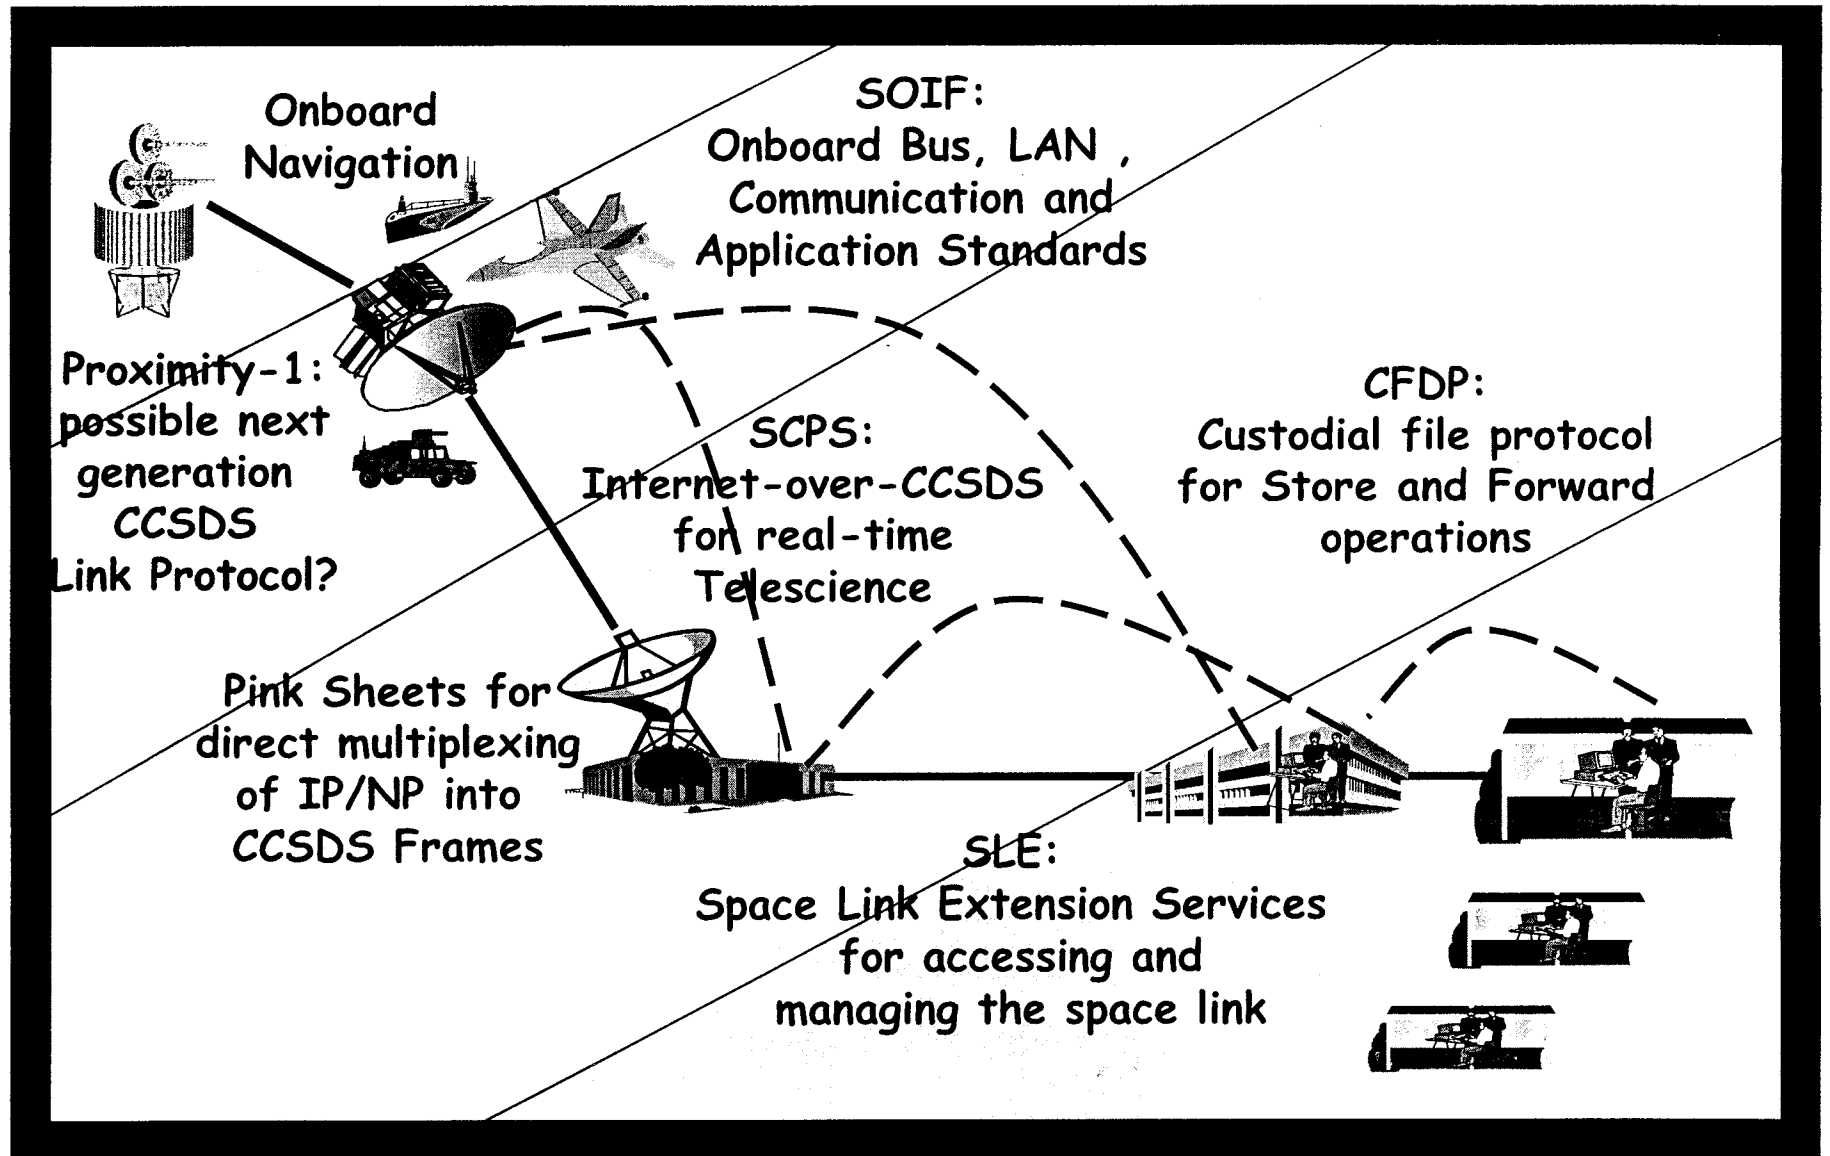 Onboard
Navigation
SOIF:
Onboard Bus, LAN ,
Communication and
Application Standards
Proximity-1:
possible next
generation
CCSDS
Link Protocol?
SCPS:
Internet-over-CCSDS
for real-time
Telescience
CFDP:
Custodial file protocol
for Store and Forward
operations
Pink Sheets for
direct multiplexing
of IP/NP into
CCSDS Frames
SLE:
Space Link Extension Services
for accessing and
managing the space link